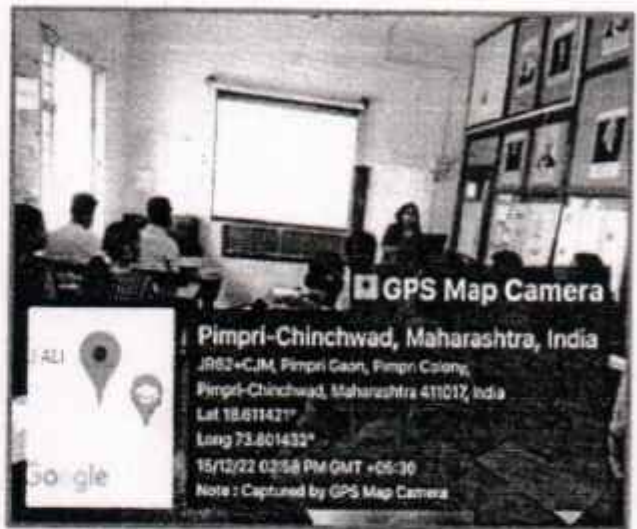 GPS Map Camera
Pimpri-Chinchwad, Maharashtra, India
JR62+CJM, Pimpri Gaon, Pimpri Colony,
Pimpri-Chinchwad, Maharashtra 411017, India
Lat 18.611421°
Long 73.801432°
15/12/22 02:58 PM GMT +05:30
Note : Captured by GPS Map Camera
ALI
Google